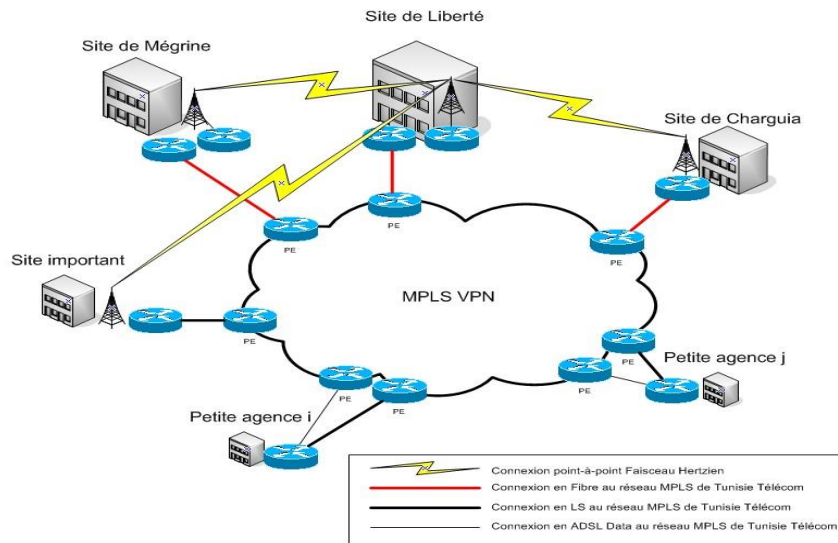 Site de Liberté
Site de Mégrine
Site de Charguia
PE
PE
PE
Site important
MPLS VPN
PE
PE
Petite agence j
PE
PE
PE
Petite agence i
Connexion point-à-point Faisceau Hertzien
Connexion en Fibre au réseau MPLS de Tunisie Télécom
Connexion en LS au réseau MPLS de Tunisie Télécom
Connexion en ADSL Data au réseau MPLS de Tunisie Télécom